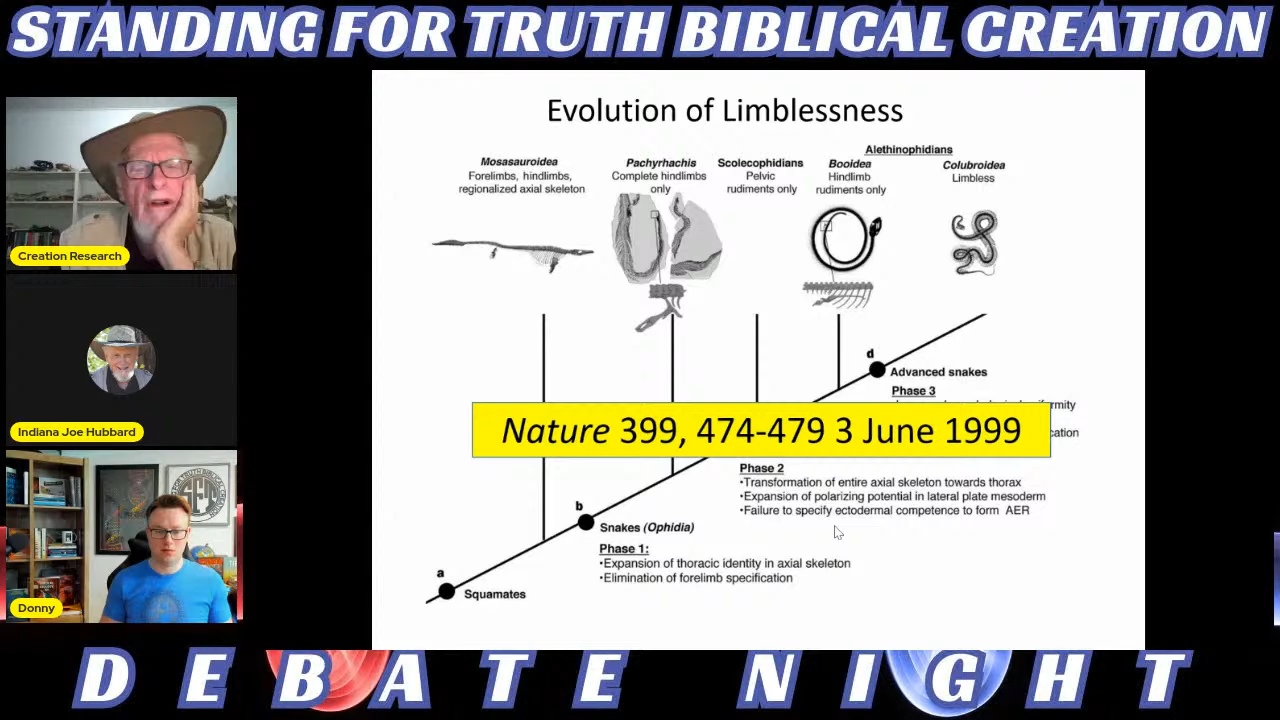 STANDING FOR TRUTH BIBLICAL CREATION
Creation Research
Indiana Joe Hubbard
Donny
Evolution of Limblessness
Mosasauroidea
Forelimbs, hindlimbs,
regionalized axial skeleton
Pachyrhachis
Complete hindlimbs
only
Scolecophidians
Pelvic
rudiments only
Alethinophidians
Booidea
Hindlimb
rudiments only
Colubroidea
Limbless
d
Advanced snakes
Phase 3
Nature 399, 474-479 3 June 1999
Phase 2
•Transformation of entire axial skeleton towards thorax
•Expansion of polarizing potential in lateral plate mesoderm
•Failure to specify ectodermal competence to form AER
b
Snakes (Ophidia)
Phase 1:
•Expansion of thoracic identity in axial skeleton
•Elimination of forelimb specification
a
Squamates
DEBATE NIGHT